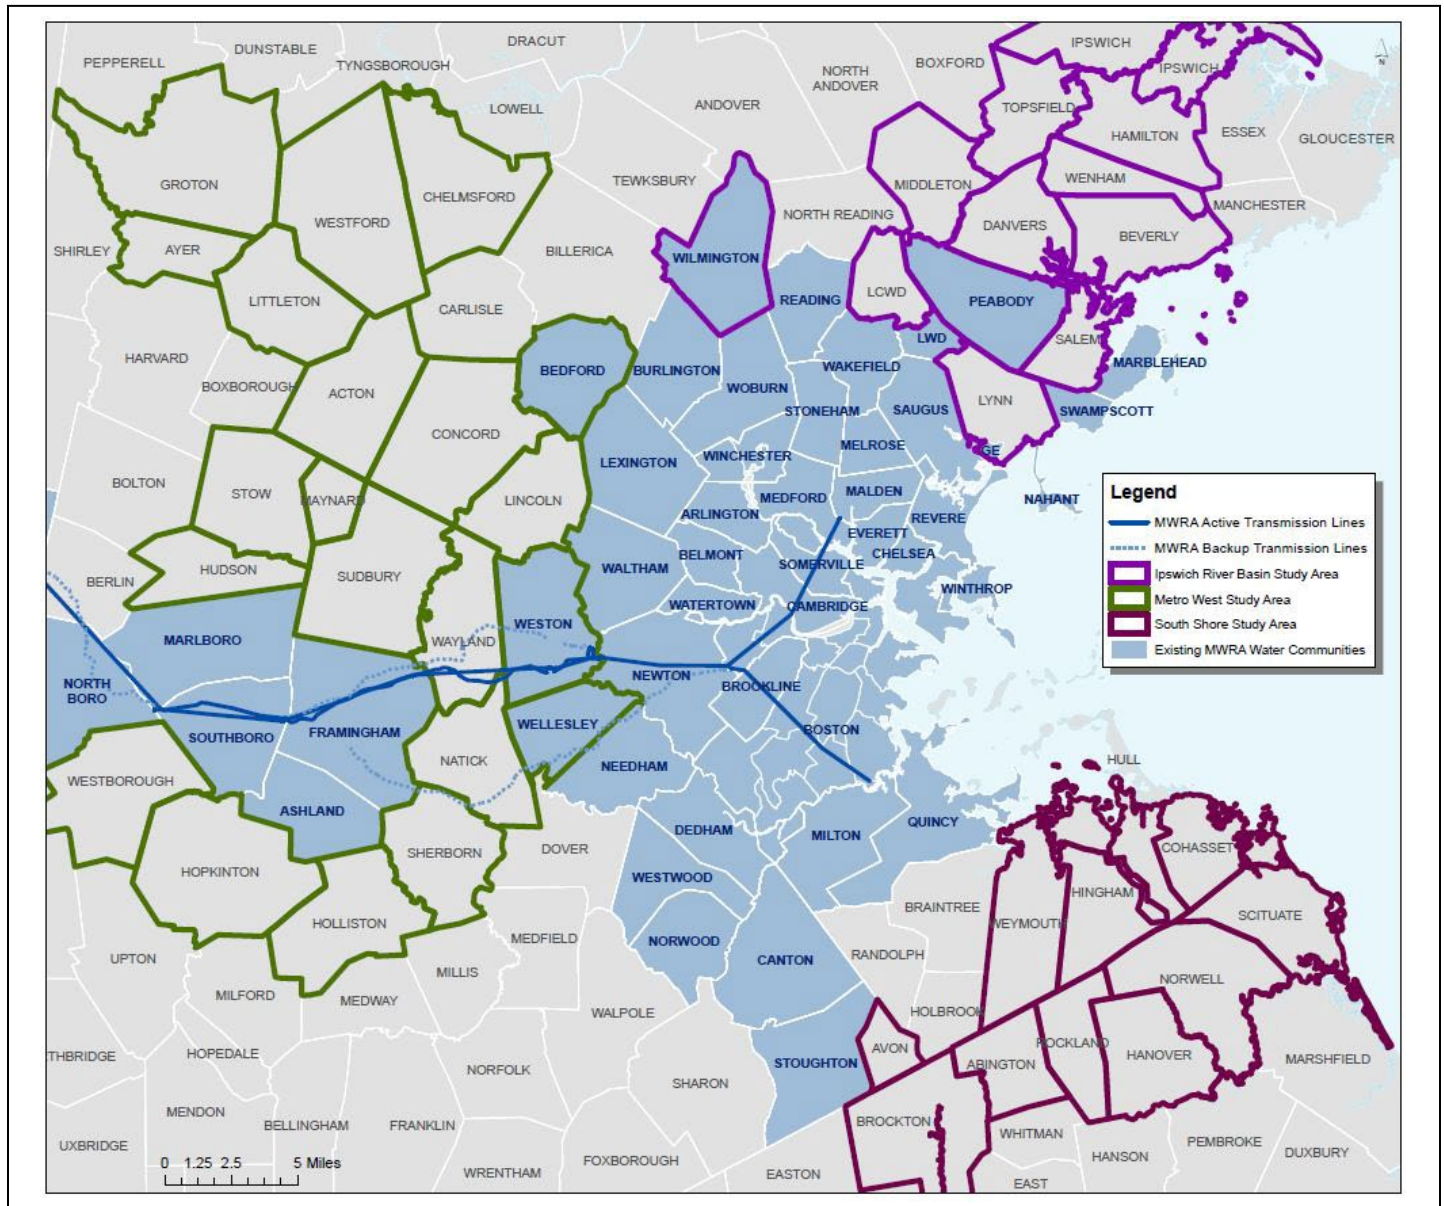 DRACUT
DUNSTABLE
PEPPERELL
TYNGSBOROUGH
IPSWICH
BOXFORD
NORTH
ANDOVER
IPSWICH
N
LOWELL
ANDOVER
TOPSFIELD
HAMILTON
ESSEX
GLOUCESTER
GROTON
TEWKSBURY
MIDDLETON
WENHAM
CHELMSFORD
WESTFORD
NORTH READING
MANCHESTER
DANVERS
BEVERLY
SHIRLEY
AYER
BILLERICA
WILMINGTON
LITTLETON
CARLISLE
READING
LCWD
PEABODY
SALEM
LWD
HARVARD
BOXBOROUGH
ACTON
BEDFORD
BURLINGTON
WOBURN
WAKEFIELD
MARBLEHEAD
STONEHAM
SAUGUS
LYNN
SWAMPSCOTT
CONCORD
LEXINGTON
WINCHESTER
MELROSE
GE
BOLTON
STOW
MAYNARD
LINCOLN
MEDFORD
MALDEN
NAHANT
ARLINGTON
REVERE
EVERETT
CHELSEA
BERLIN
HUDSON
SUDBURY
WALTHAM
BELMONT
SOMERVILLE
WINTHROP
WATERTOWN
CAMBRIDGE
MARLBORO
WAYLAND
WESTON
NORTH
BORO
NEWTON
BROOKLINE
SOUTHBORO
FRAMINGHAM
WELLESLEY
BOSTON
NATICK
NEEDHAM
HULL
WESTBOROUGH
ASHLAND
DEDHAM
MILTON
QUINCY
SHERBORN
DOVER
COHASSET
HOPKINTON
WESTWOOD
HINGHAM
BRAINTREE
WEYMOUTH
SCITUATE
HOLLISTON
MEDFIELD
NORWOOD
CANTON
RANDOLPH
UPTON
MILLIS
NORWELL
MILFORD
MEDWAY
WALPOLE
HOLBROOK
THBRIDGE
HOPEDALE
NORFOLK
SHARON
STOUGHTON
AVON
ABINGTON
ROCKLAND
HANOVER
MARSHFIELD
MENDON
BELLINGHAM
FRANKLIN
BROCKTON
WHITMAN
UXBRIDGE
WRENTHAM
FOXBOROUGH
EASTON
HANSON
PEMBROKE
DUXBURY
EAST
0 1.25 2.5 5 Miles
Legend
MWRA Active Transmission Lines
MWRA Backup Tranmission Lines
Ipswich River Basin Study Area
Metro West Study Area
South Shore Study Area
Existing MWRA Water Communities